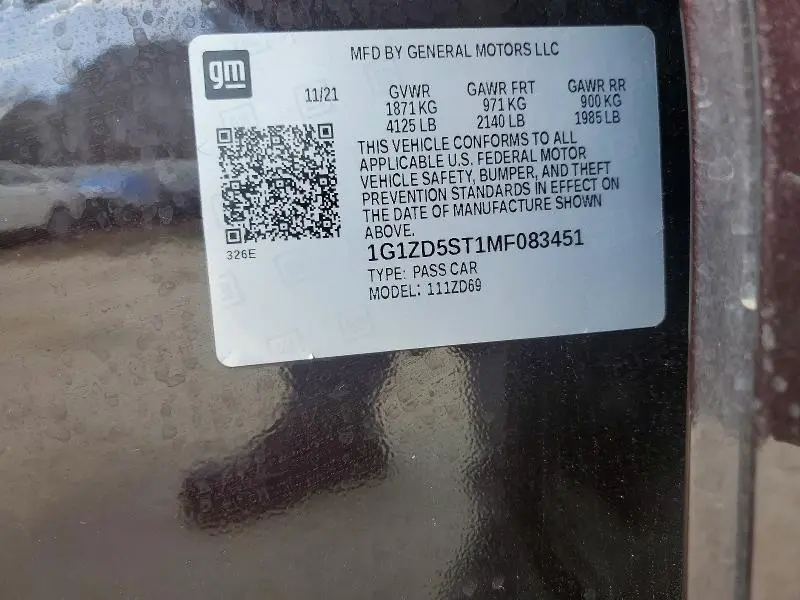 gm
MFD BY GENERAL MOTORS LLC
11/21
GVWR GAWR FRT GAWR RR
1871 KG 971 KG 900 KG
4125 LB 2140 LB 1985 LB
THIS VEHICLE CONFORMS TO ALL
APPLICABLE U.S. FEDERAL MOTOR
VEHICLE SAFETY, BUMPER, AND THEFT
PREVENTION STANDARDS IN EFFECT ON
THE DATE OF MANUFACTURE SHOWN
ABOVE.
326E
1G1ZD5ST1MF083451
TYPE: PASS CAR
MODEL: 111ZD69